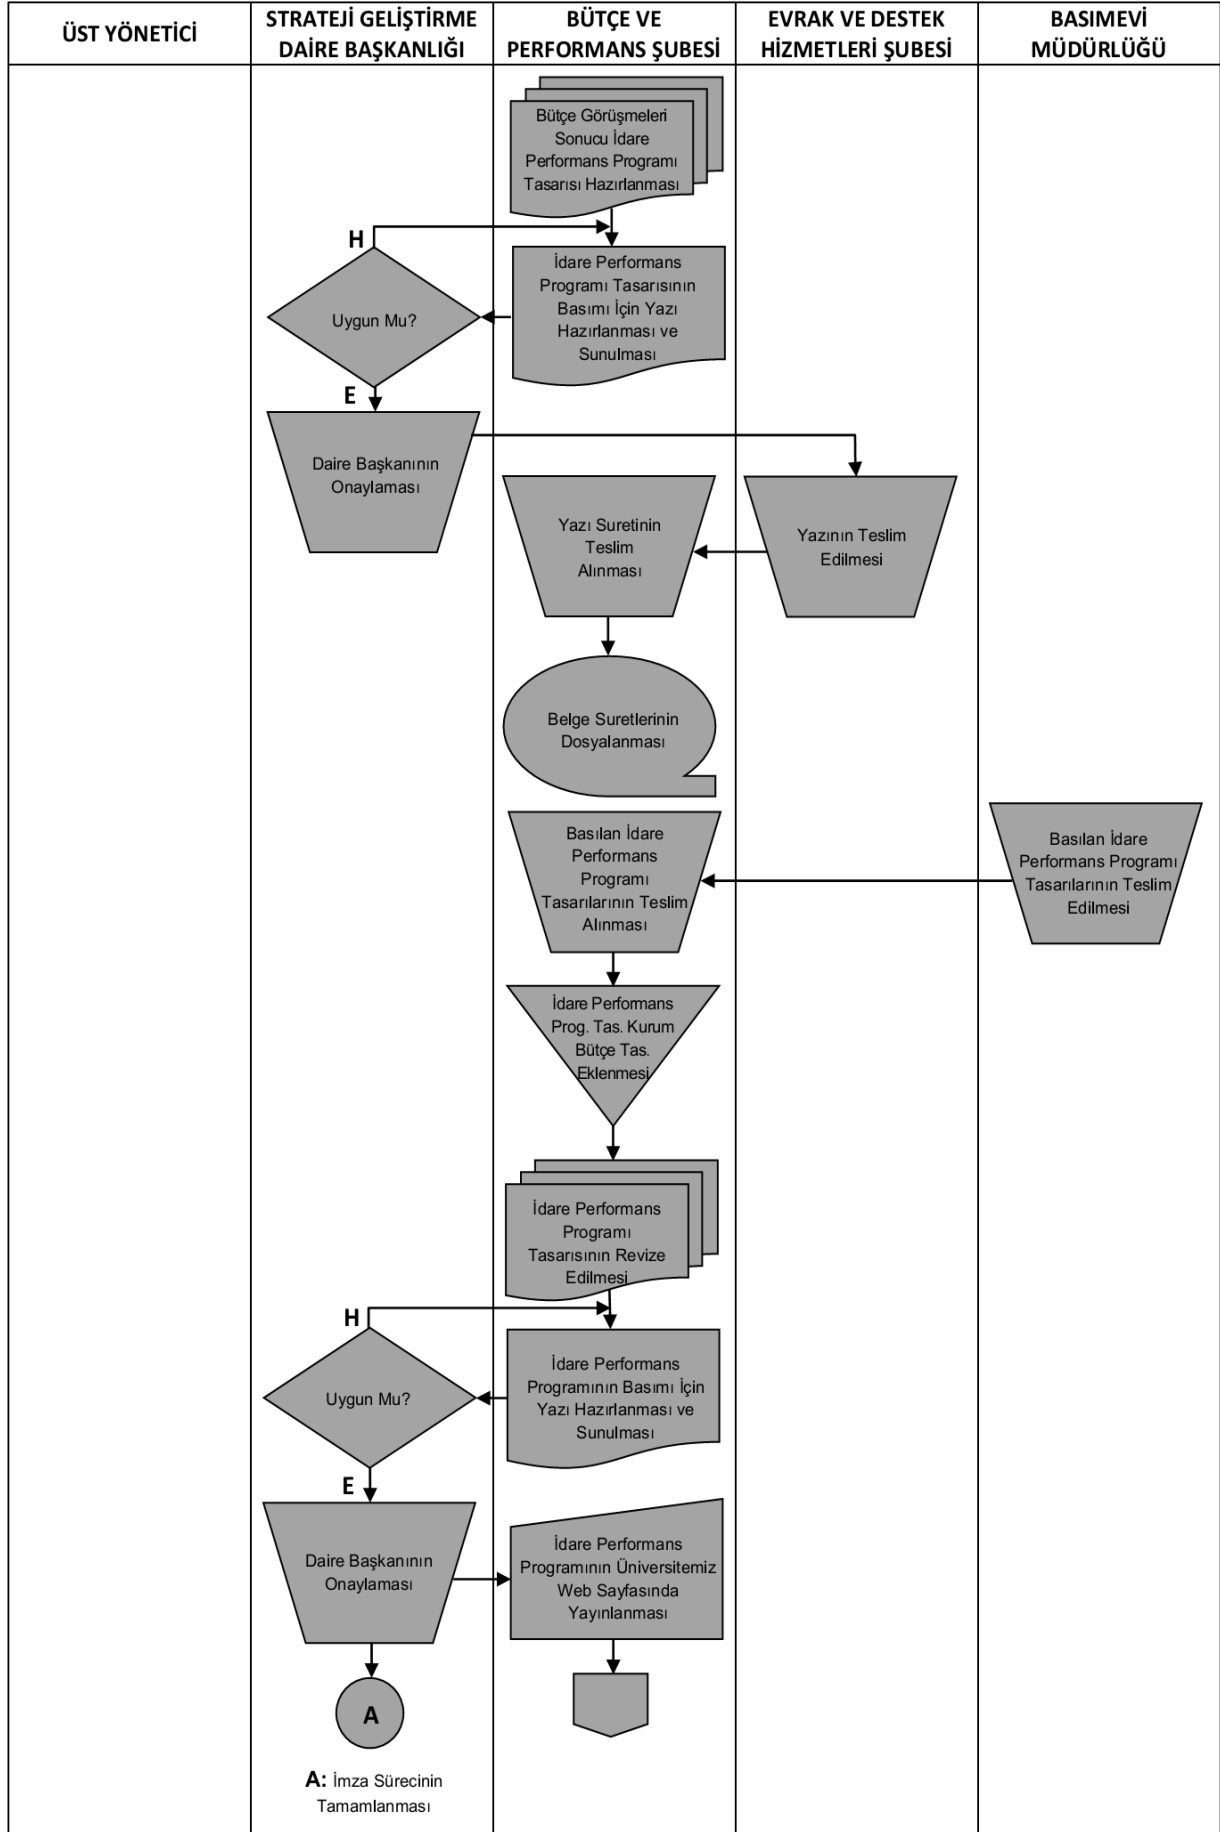 ÜST YÖNETİCİ
STRATEJİ GELİŞTİRME
DAİRE BAŞKANLIĞI
BÜTÇE VE
PERFORMANS ŞUBESİ
EVRAK VE DESTEK
HİZMETLERİ ŞUBESİ
BASIMEVİ
MÜDÜRLÜĞÜ
Bütçe Görüşmeleri
Sonucu İdare
Performans Programı
Tasarısı Hazırlanması
H
Uygun Mu?
İdare Performans
Programı Tasarısının
Basımı İçin Yazı
Hazırlanması ve
Sunulması
E
Daire Başkanının
Onaylaması
Yazı Suretinin
Teslim
Alınması
Yazının Teslim
Edilmesi
Belge Suretlerinin
Dosyalanması
Basılan İdare
Performans
Programı
Tasarılarının Teslim
Alınması
Basılan İdare
Performans Programı
Tasarılarının Teslim
Edilmesi
İdare Performans
Prog. Tas. Kurum
Bütçe Tas.
Eklenmesi
İdare Performans
Programı
Tasarısının Revize
Edilmesi
H
Uygun Mu?
İdare Performans
Programının Basımı İçin
Yazı Hazırlanması ve
Sunulması
E
Daire Başkanının
Onaylaması
İdare Performans
Programının Üniversitemiz
Web Sayfasında
Yayınlanması
A
A: İmza Sürecinin
Tamamlanması